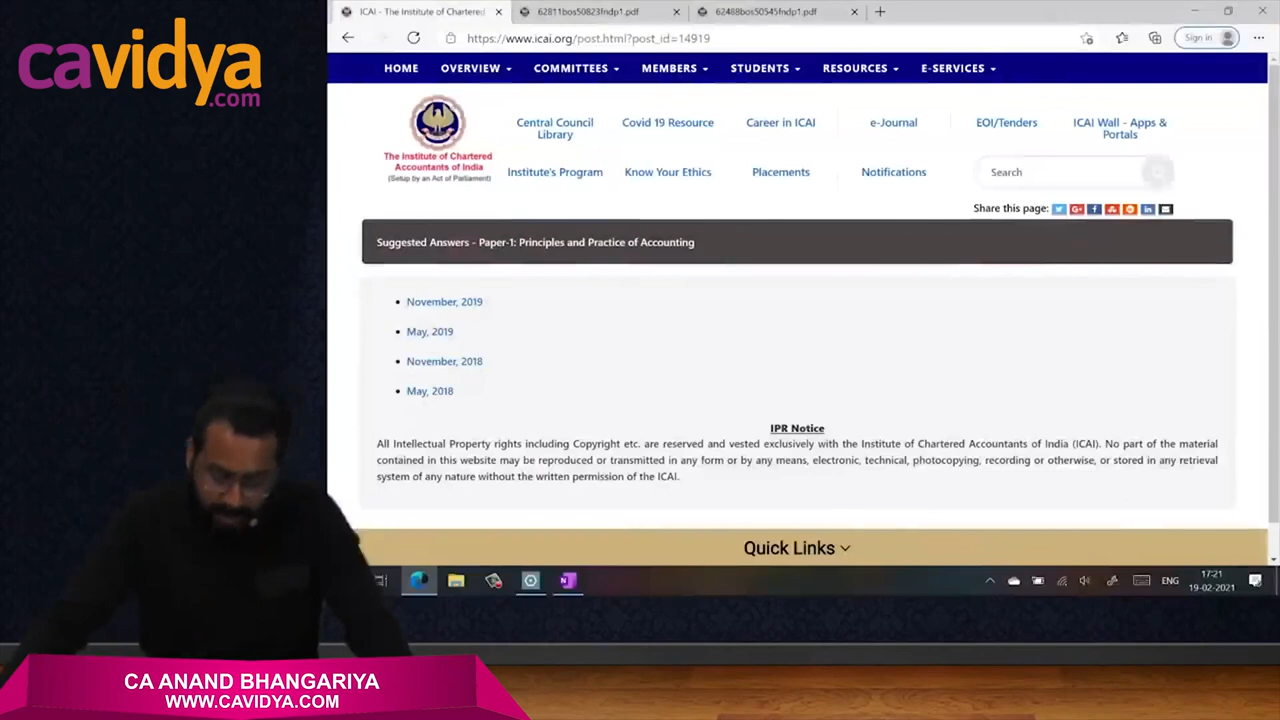 cavidya
.com
ICAI - The Institute of Chartered
62811bos50823fndp1.pdf
62488bos50545fndp1.pdf
https://www.icai.org/post.html?post_id=14919
Sign in
HOME
OVERVIEW
COMMITTEES
MEMBERS
STUDENTS
RESOURCES
E-SERVICES
The Institute of Chartered
Accountants of India
(Setup by an Act of Parliament)
Central Council
Library
Covid 19 Resource
Career in ICAI
e-Journal
EOI/Tenders
ICAI Wall - Apps &
Portals
Institute's Program
Know Your Ethics
Placements
Notifications
Search
Share this page:
Suggested Answers - Paper-1: Principles and Practice of Accounting
November, 2019
May, 2019
November, 2018
May, 2018
IPR Notice
All Intellectual Property rights including Copyright etc. are reserved and vested exclusively with the Institute of Chartered Accountants of India (ICAI). No part of the material
contained in this website may be reproduced or transmitted in any form or by any means, electronic, technical, photocopying, recording or otherwise, or stored in any retrieval
system of any nature without the written permission of the ICAI.
Quick Links
ENG
17:21
19-02-2021
CA ANAND BHANGARIYA
WWW.CAVIDYA.COM